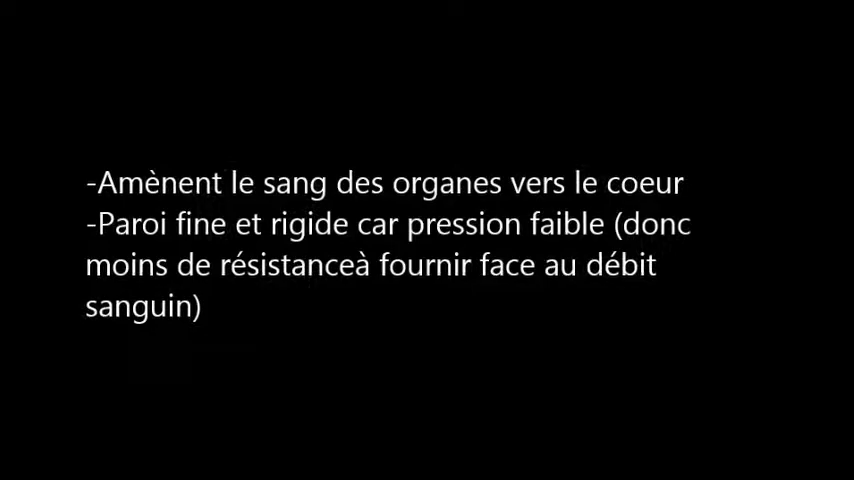 -Amènent le sang des organes vers le coeur
-Paroi fine et rigide car pression faible (donc
moins de résistanceà fournir face au débit
sanguin)